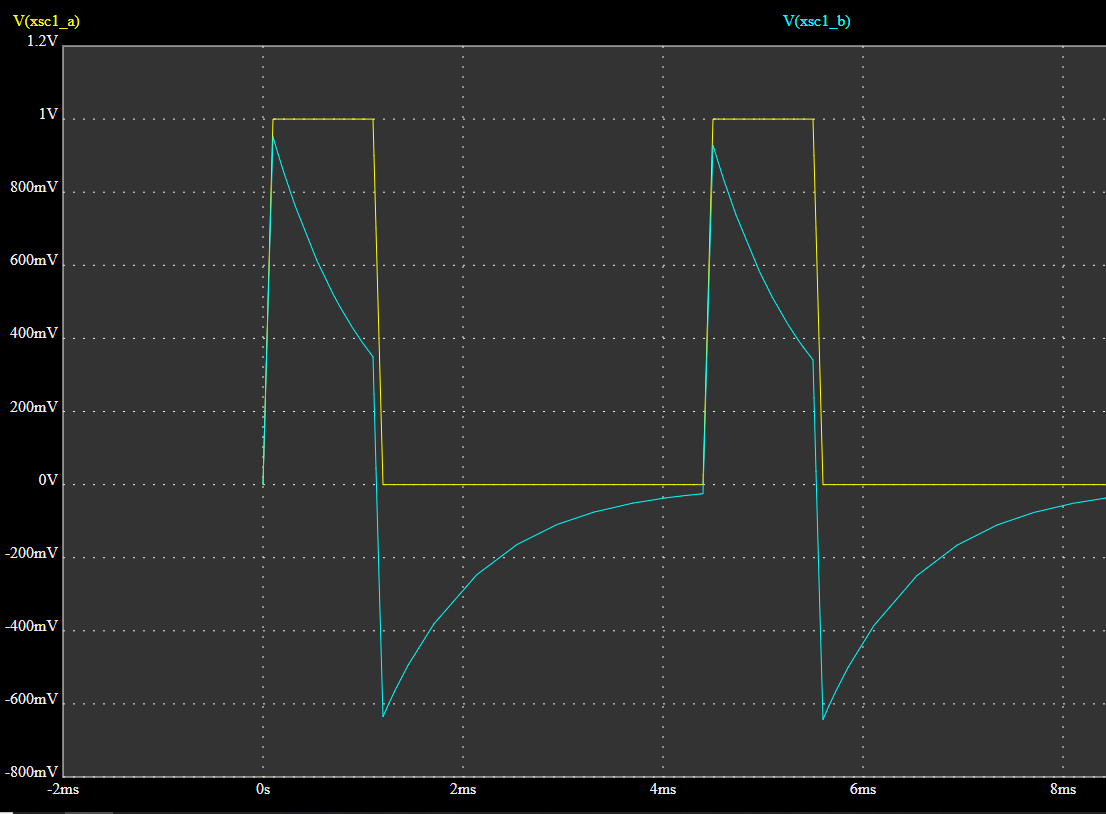 V(xsc1_a) V(xsc1_b)
1.2V
1V
800mV
600mV
400mV
200mV
0V
-200mV
-400mV
-600mV
-800mV
-2ms 0s 2ms 4ms 6ms 8ms